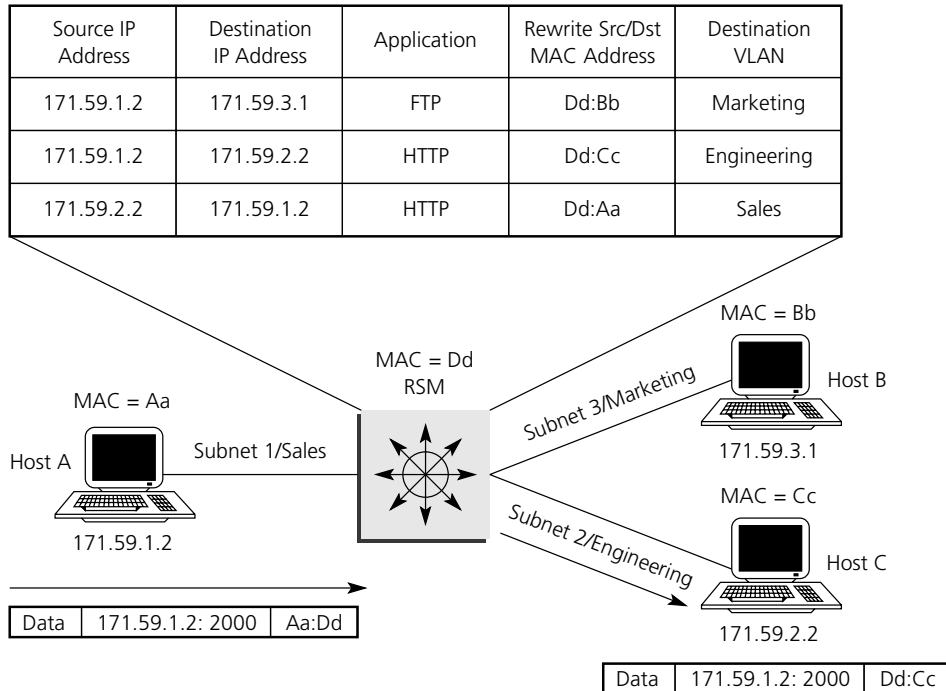 Source IP Address
Destination IP Address
Application
Rewrite Src/Dst MAC Address
Destination VLAN
171.59.1.2 171.59.3.1 FTP Dd:Bb Marketing
171.59.1.2 171.59.2.2 HTTP Dd:Cc Engineering
171.59.2.2 171.59.1.2 HTTP Dd:Aa Sales
MAC = Bb
Host B
171.59.3.1
MAC = Dd
RSM
Subnet 3/Marketing
MAC = Aa
Host A
Subnet 1/Sales
171.59.1.2
MAC = Cc
Subnet 2/Engineering
Host C
171.59.2.2
Data 171.59.1.2: 2000 Aa:Dd
Data 171.59.1.2: 2000 Dd:Cc